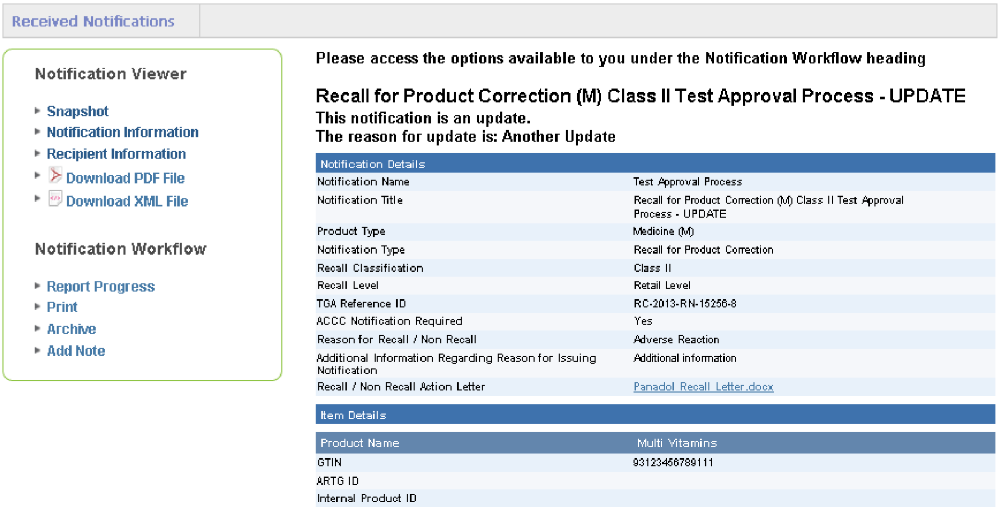 Received Notifications
Notification Viewer
Snapshot
Notification Information
Recipient Information
Download PDF File
Download XML File
Notification Workflow
Report Progress
Print
Archive
Add Note
Please access the options available to you under the Notification Workflow heading
Recall for Product Correction (M) Class II Test Approval Process - UPDATE
This notification is an update.
The reason for update is: Another Update
Notification Details
Notification Name Test Approval Process
Notification Title Recall for Product Correction (M) Class II Test Approval
Process - UPDATE
Product Type Medicine (M)
Notification Type Recall for Product Correction
Recall Classification Class II
Recall Level Retail Level
TGA Reference ID RC-2013-RN-15256-8
ACCC Notification Required Yes
Reason for Recall / Non Recall Adverse Reaction
Additional Information Regarding Reason for Issuing Additional information
Notification
Recall / Non Recall Action Letter Panadol Recall Letter.docx
Item Details
Product Name Multi Vitamins
GTIN 93123456789111
ARTG ID
Internal Product ID